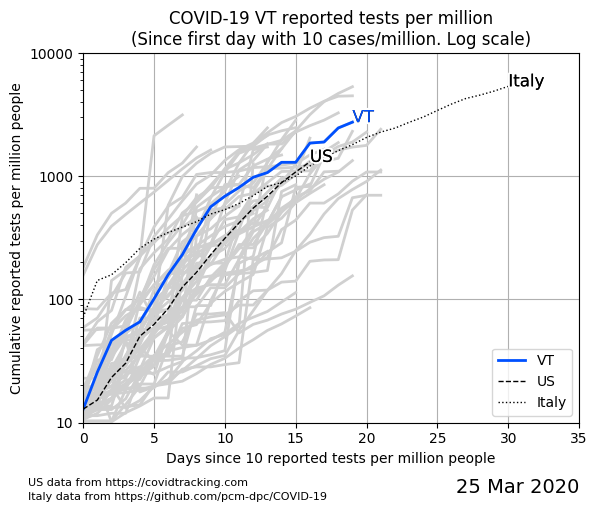 COVID-19 VT reported tests per million
(Since first day with 10 cases/million. Log scale)
Cumulative reported tests per million people
10000
1000
100
10
Italy
VT
US
VT
US
Italy
0 5 10 15 20 25 30 35
Days since 10 reported tests per million people
US data from https://covidtracking.com
Italy data from https://github.com/pcm-dpc/COVID-19
25 Mar 2020